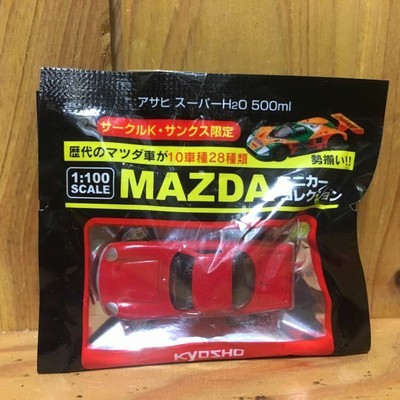 アサヒ スーパーH2O 500ml
サークルK・サンクス限定
歴代のマツダ車が10車種28種類
勢揃い!!
1:100
SCALE
MAZDA
ミニカー
コレクション
KYOSHO